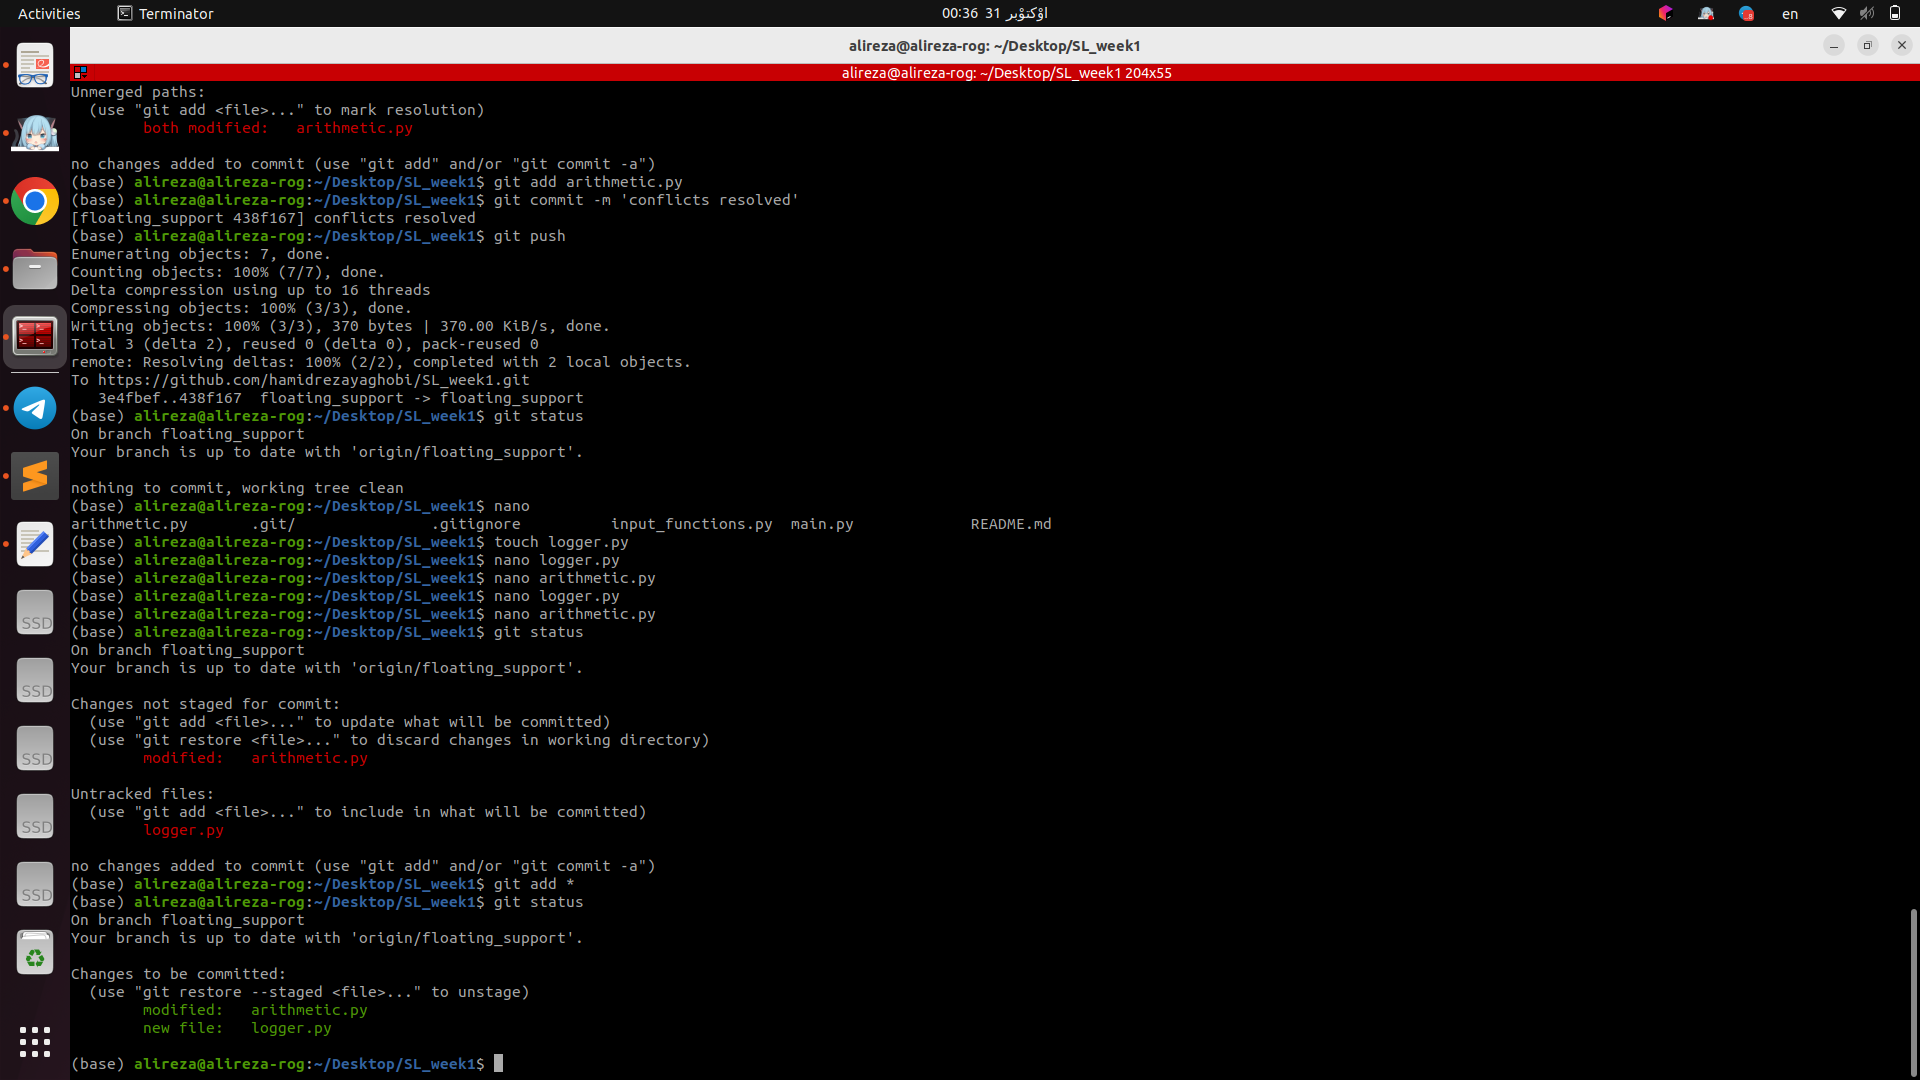 Activities
Terminator
00:36 31 اوْکتوْبر
en
alireza@alireza-rog: ~/Desktop/SL_week1
alireza@alireza-rog: ~/Desktop/SL_week1 204x55
Unmerged paths:
  (use "git add <file>..." to mark resolution)
        both modified:   arithmetic.py
no changes added to commit (use "git add" and/or "git commit -a")
(base) alireza@alireza-rog:~/Desktop/SL_week1$ git add arithmetic.py
(base) alireza@alireza-rog:~/Desktop/SL_week1$ git commit -m 'conflicts resolved'
[floating_support 438f167] conflicts resolved
(base) alireza@alireza-rog:~/Desktop/SL_week1$ git push
Enumerating objects: 7, done.
Counting objects: 100% (7/7), done.
Delta compression using up to 16 threads
Compressing objects: 100% (3/3), done.
Writing objects: 100% (3/3), 370 bytes | 370.00 KiB/s, done.
Total 3 (delta 2), reused 0 (delta 0), pack-reused 0
remote: Resolving deltas: 100% (2/2), completed with 2 local objects.
To https://github.com/hamidrezayaghobi/SL_week1.git
   3e4fbef..438f167  floating_support -> floating_support
(base) alireza@alireza-rog:~/Desktop/SL_week1$ git status
On branch floating_support
Your branch is up to date with 'origin/floating_support'.
nothing to commit, working tree clean
(base) alireza@alireza-rog:~/Desktop/SL_week1$ nano
arithmetic.py       .git/               .gitignore          input_functions.py  main.py             README.md
(base) alireza@alireza-rog:~/Desktop/SL_week1$ touch logger.py
(base) alireza@alireza-rog:~/Desktop/SL_week1$ nano logger.py
(base) alireza@alireza-rog:~/Desktop/SL_week1$ nano arithmetic.py
(base) alireza@alireza-rog:~/Desktop/SL_week1$ nano logger.py
(base) alireza@alireza-rog:~/Desktop/SL_week1$ nano arithmetic.py
(base) alireza@alireza-rog:~/Desktop/SL_week1$ git status
On branch floating_support
Your branch is up to date with 'origin/floating_support'.
Changes not staged for commit:
  (use "git add <file>..." to update what will be committed)
  (use "git restore <file>..." to discard changes in working directory)
        modified:   arithmetic.py
Untracked files:
  (use "git add <file>..." to include in what will be committed)
        logger.py
no changes added to commit (use "git add" and/or "git commit -a")
(base) alireza@alireza-rog:~/Desktop/SL_week1$ git add *
(base) alireza@alireza-rog:~/Desktop/SL_week1$ git status
On branch floating_support
Your branch is up to date with 'origin/floating_support'.
Changes to be committed:
  (use "git restore --staged <file>..." to unstage)
        modified:   arithmetic.py
        new file:   logger.py
(base) alireza@alireza-rog:~/Desktop/SL_week1$
SSD
SSD
SSD
SSD
SSD